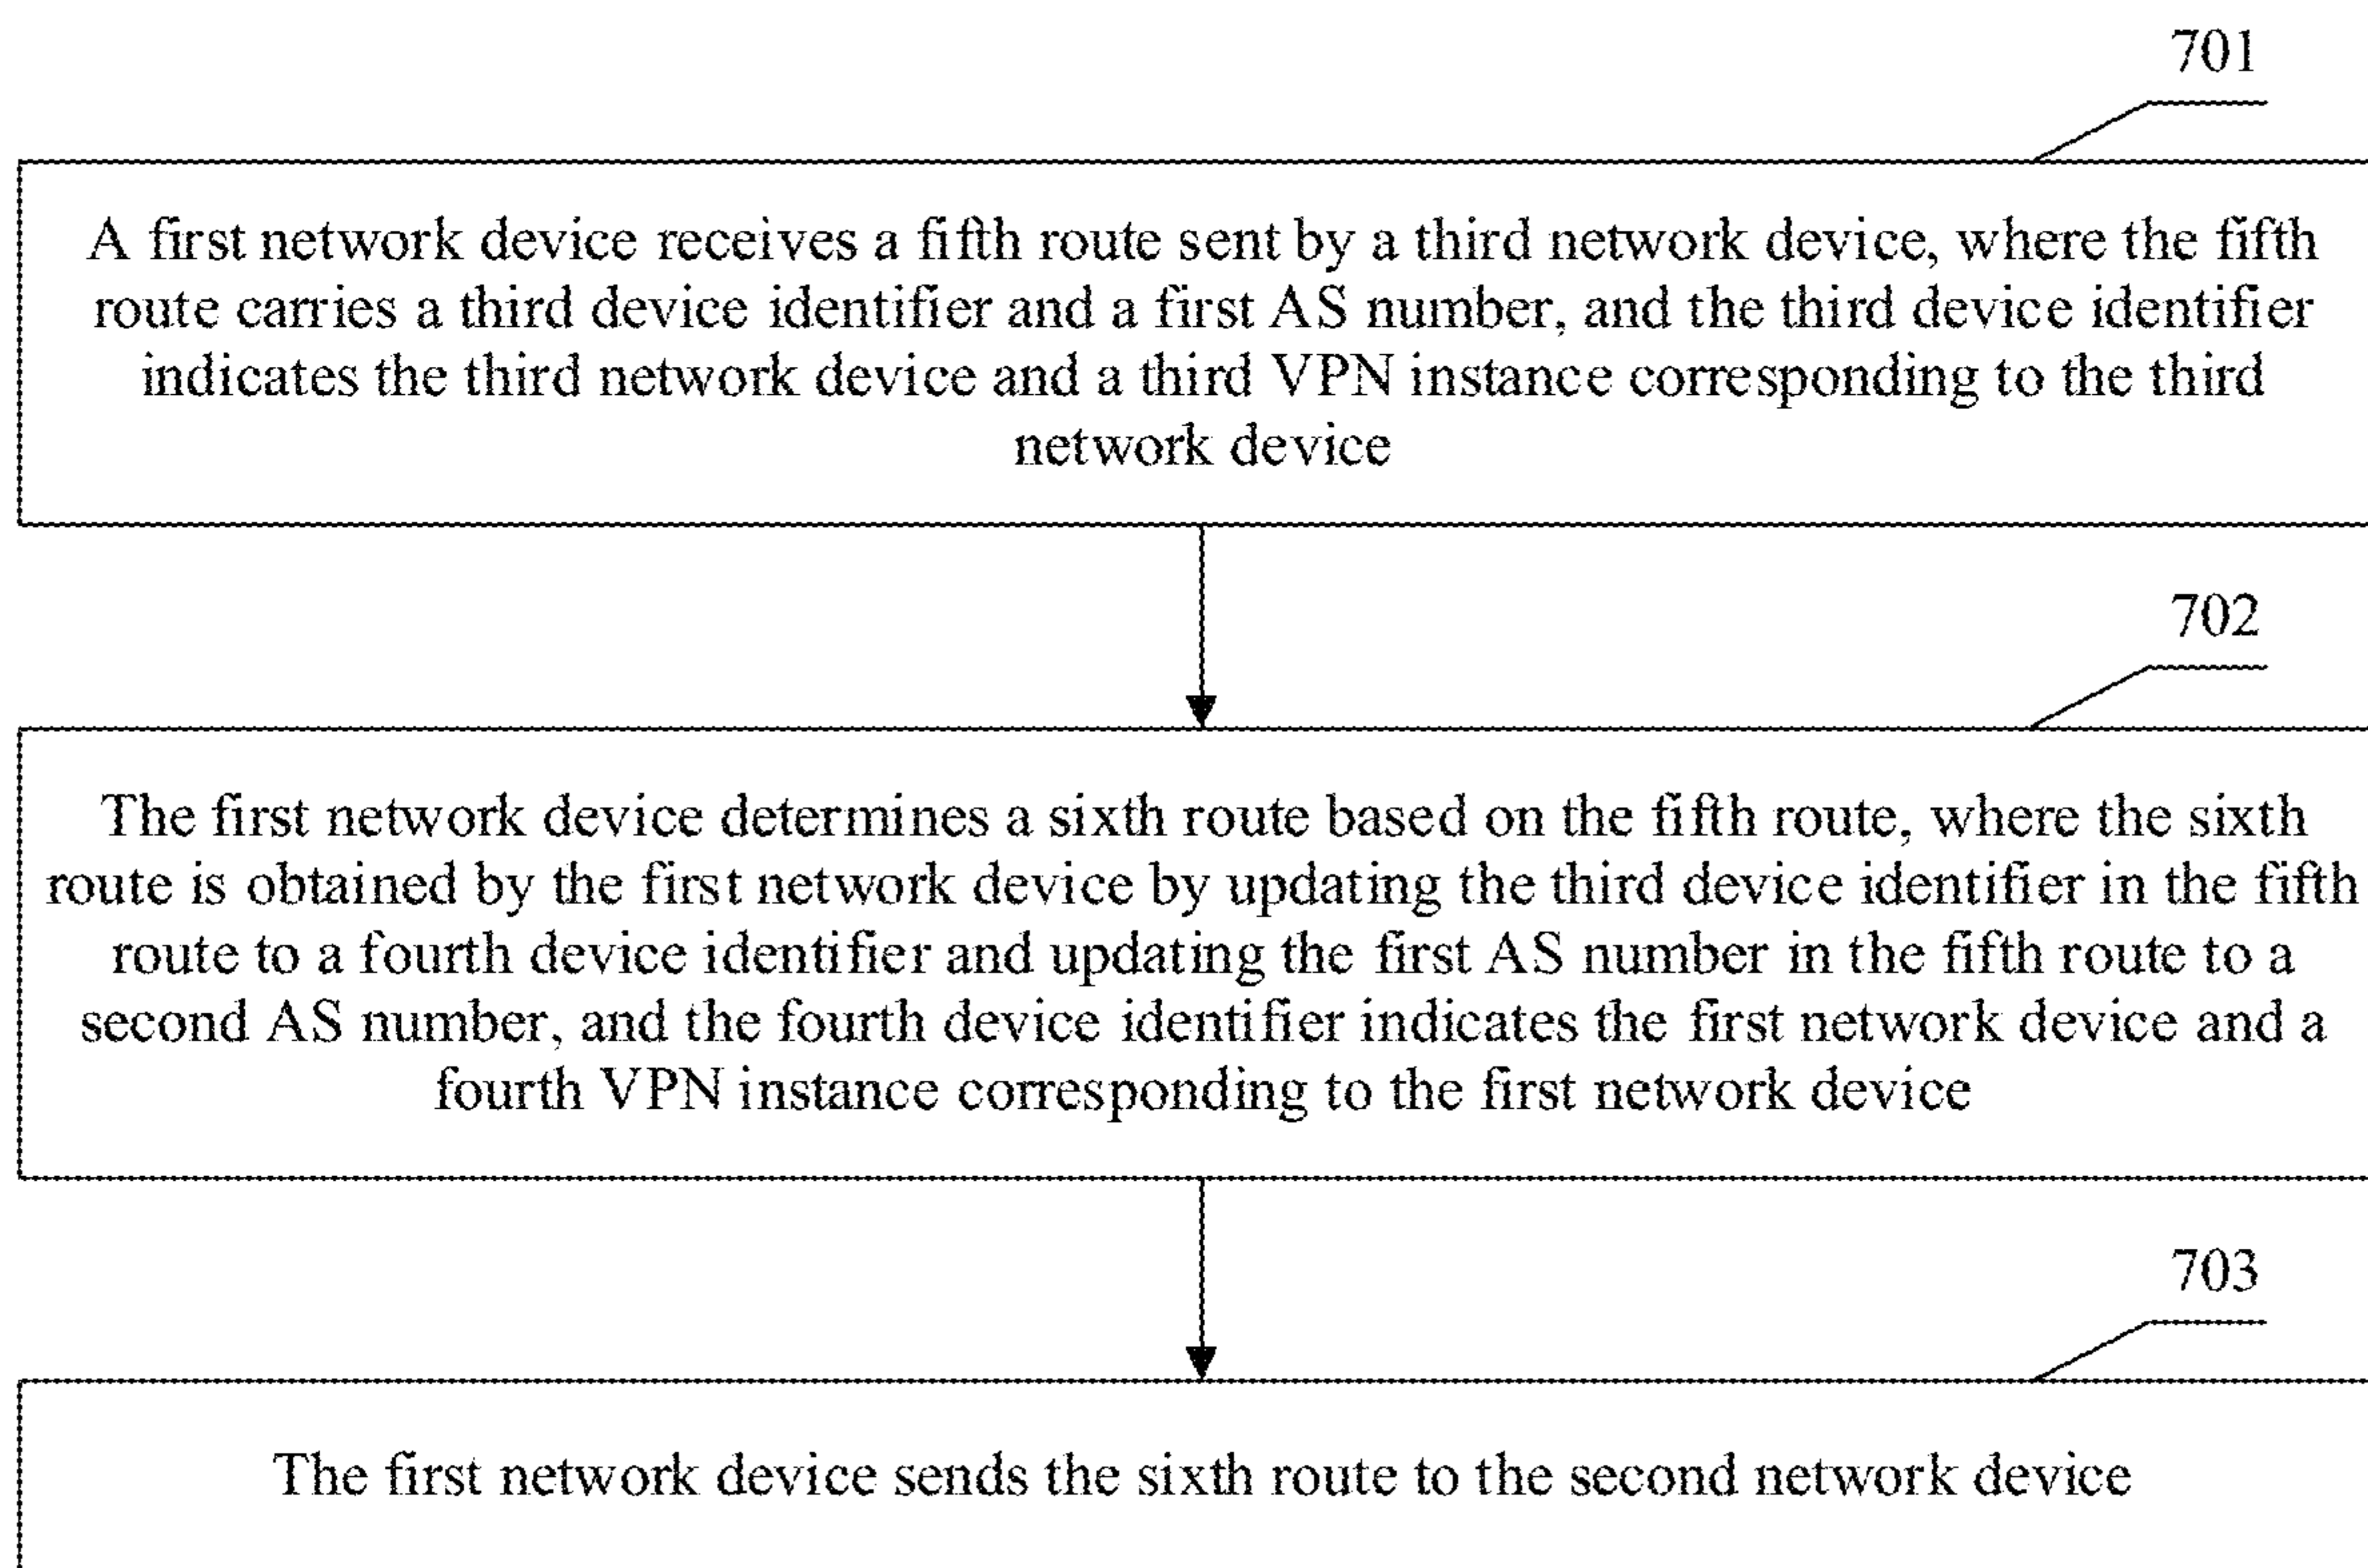 701
A first network device receives a fifth route sent by a third network device, where the fifth
route carries a third device identifier and a first AS number, and the third device identifier
indicates the third network device and a third VPN instance corresponding to the third
network device
702
The first network device determines a sixth route based on the fifth route, where the sixth
route is obtained by the first network device by updating the third device identifier in the fifth
route to a fourth device identifier and updating the first AS number in the fifth route to a
second AS number, and the fourth device identifier indicates the first network device and a
fourth VPN instance corresponding to the first network device
703
The first network device sends the sixth route to the second network device